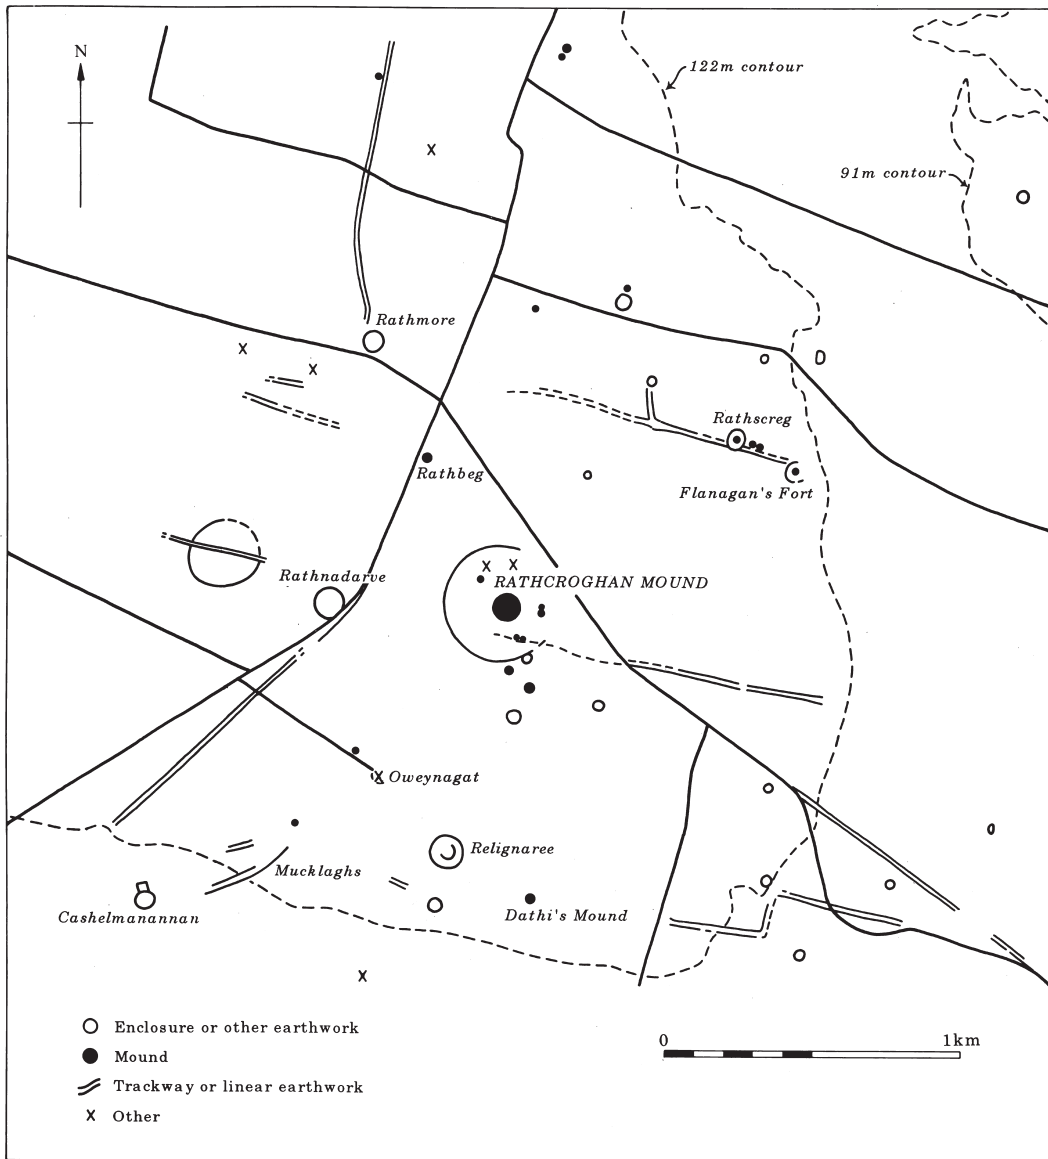 N
122m contour
91m contour
Rathmore
Rathscreg
Rathbeg
Flanagan's Fort
Rathnadarve
RATHCROGHAN MOUND
Oweynagat
Relignaree
Mucklaghs
Cashelmanannan
Dathi's Mound
Enclosure or other earthwork
Mound
Trackway or linear earthwork
X Other
0 1km